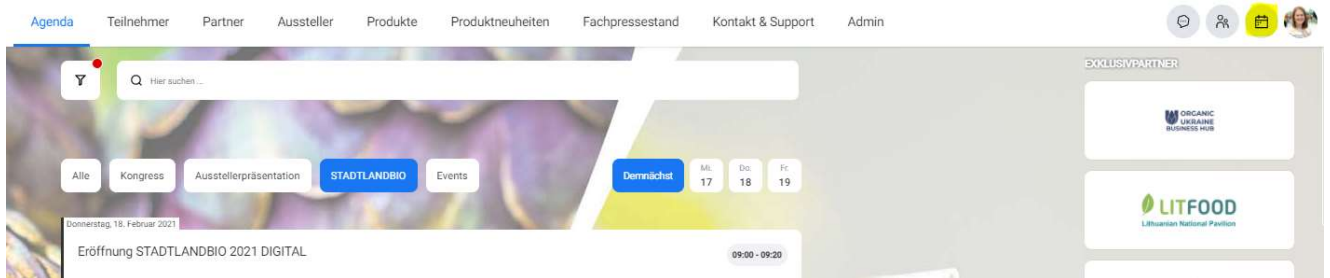 Agenda Teilnehmer Partner Aussteller Produkte Produktneuheiten Fachpressestand Kontakt & Support Admin
EXKLUSIVPARTNER
Hier suchen ...
ORGANIC
UKRAINE
BUSINESS HUB
Alle Kongress Ausstellerpräsentation STADTLANDBIO Events Demnächst Mi. 17 Do. 18 Fr. 19
LITFOOD
Lithuanian National Pavilion
Donnerstag, 18. Februar 2021
Eröffnung STADTLANDBIO 2021 DIGITAL 09:00 - 09:20